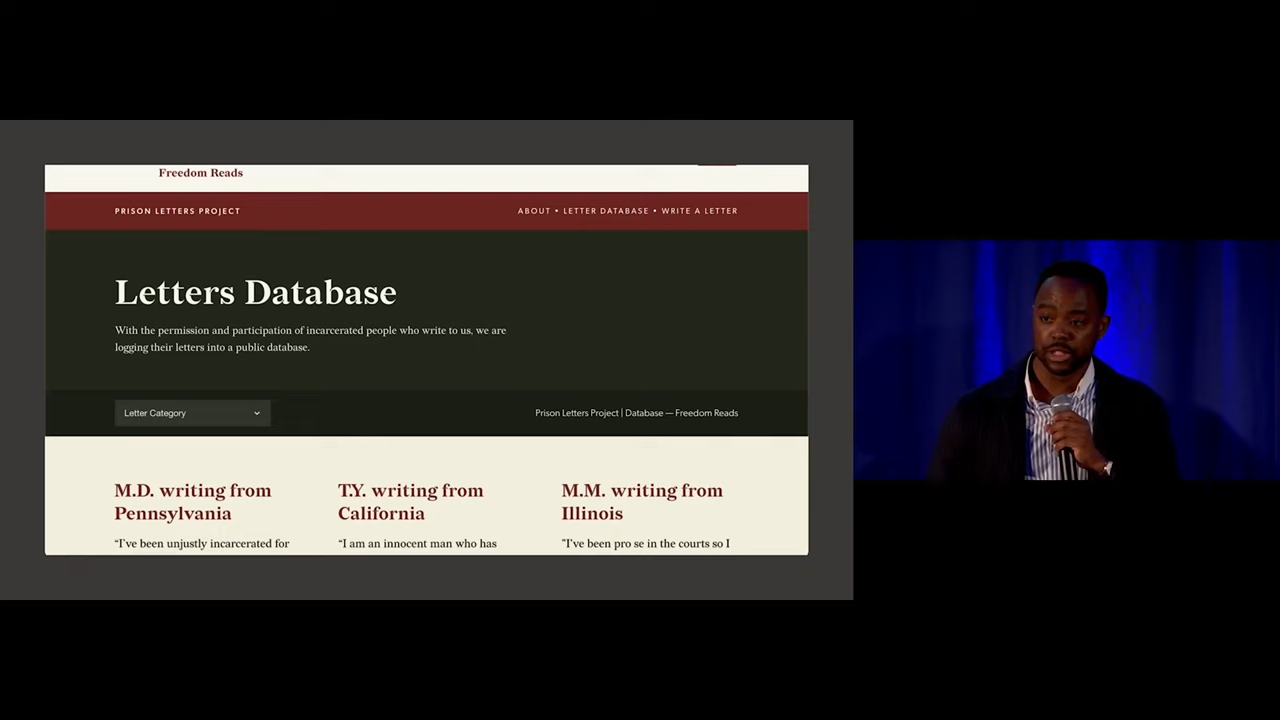 Freedom Reads
PRISON LETTERS PROJECT
ABOUT • LETTER DATABASE • WRITE A LETTER
Letters Database
With the permission and participation of incarcerated people who write to us, we are
logging their letters into a public database.
Letter Category
Prison Letters Project | Database — Freedom Reads
M.D. writing from
Pennsylvania
“I’ve been unjustly incarcerated for
T.Y. writing from
California
“I am an innocent man who has
M.M. writing from
Illinois
"I’ve been pro se in the courts so I